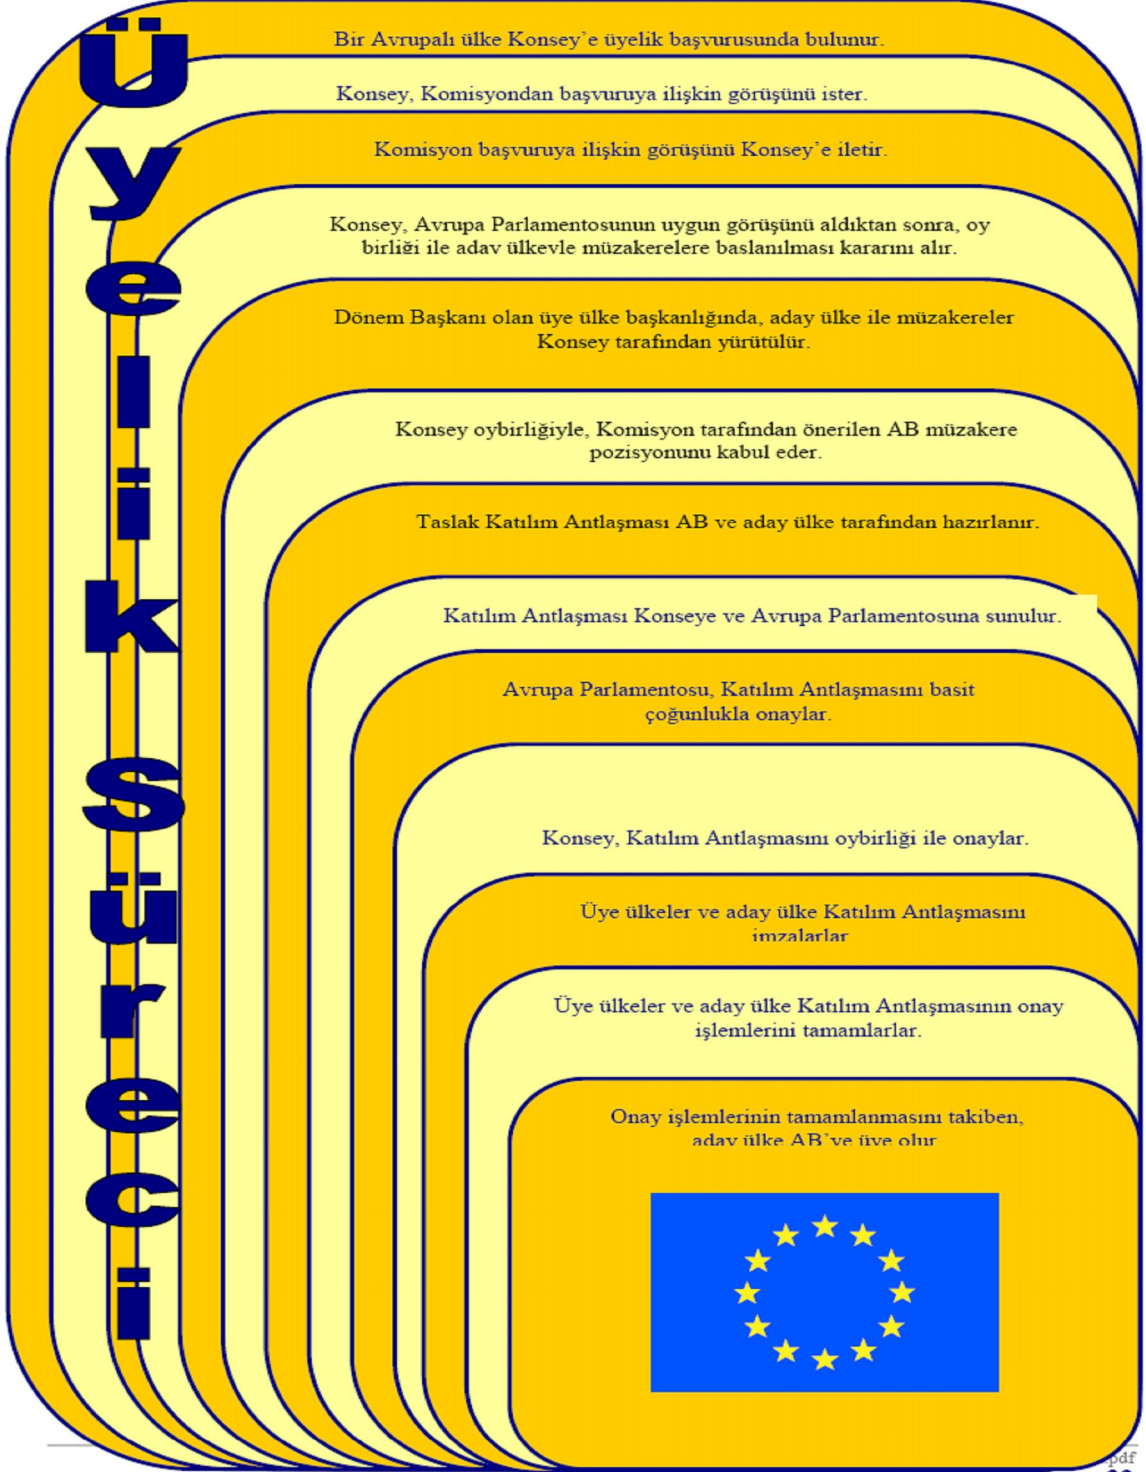 Üyelik Süreci
Bir Avrupalı ülke Konsey'e üyelik başvurusunda bulunur.
Konsey, Komisyondan başvuruya ilişkin görüşünü ister.
Komisyon başvuruya ilişkin görüşünü Konsey'e iletir.
Konsey, Avrupa Parlamentosunun uygun görüşünü aldıktan sonra, oy
birliği ile adav ülkevle müzakerelere baslanılması kararını alır.
Dönem Başkanı olan üye ülke başkanlığında, aday ülke ile müzakereler
Konsey tarafından yürütülür.
Konsey oybirliğiyle, Komisyon tarafından önerilen AB müzakere
pozisyonunu kabul eder.
Taslak Katılım Antlaşması AB ve aday ülke tarafından hazırlanır.
Katılım Antlaşması Konseye ve Avrupa Parlamentosuna sunulur.
Avrupa Parlamentosu, Katılım Antlaşmasını basit
çoğunlukla onaylar.
Konsey, Katılım Antlaşmasını oybirliği ile onaylar.
Üye ülkeler ve aday ülke Katılım Antlaşmasını
imzalarlar
Üye ülkeler ve aday ülke Katılım Antlaşmasının onay
işlemlerini tamamlarlar.
Onay işlemlerinin tamamlanmasını takiben,
aday ülke AB'ye üye olur
.pdf